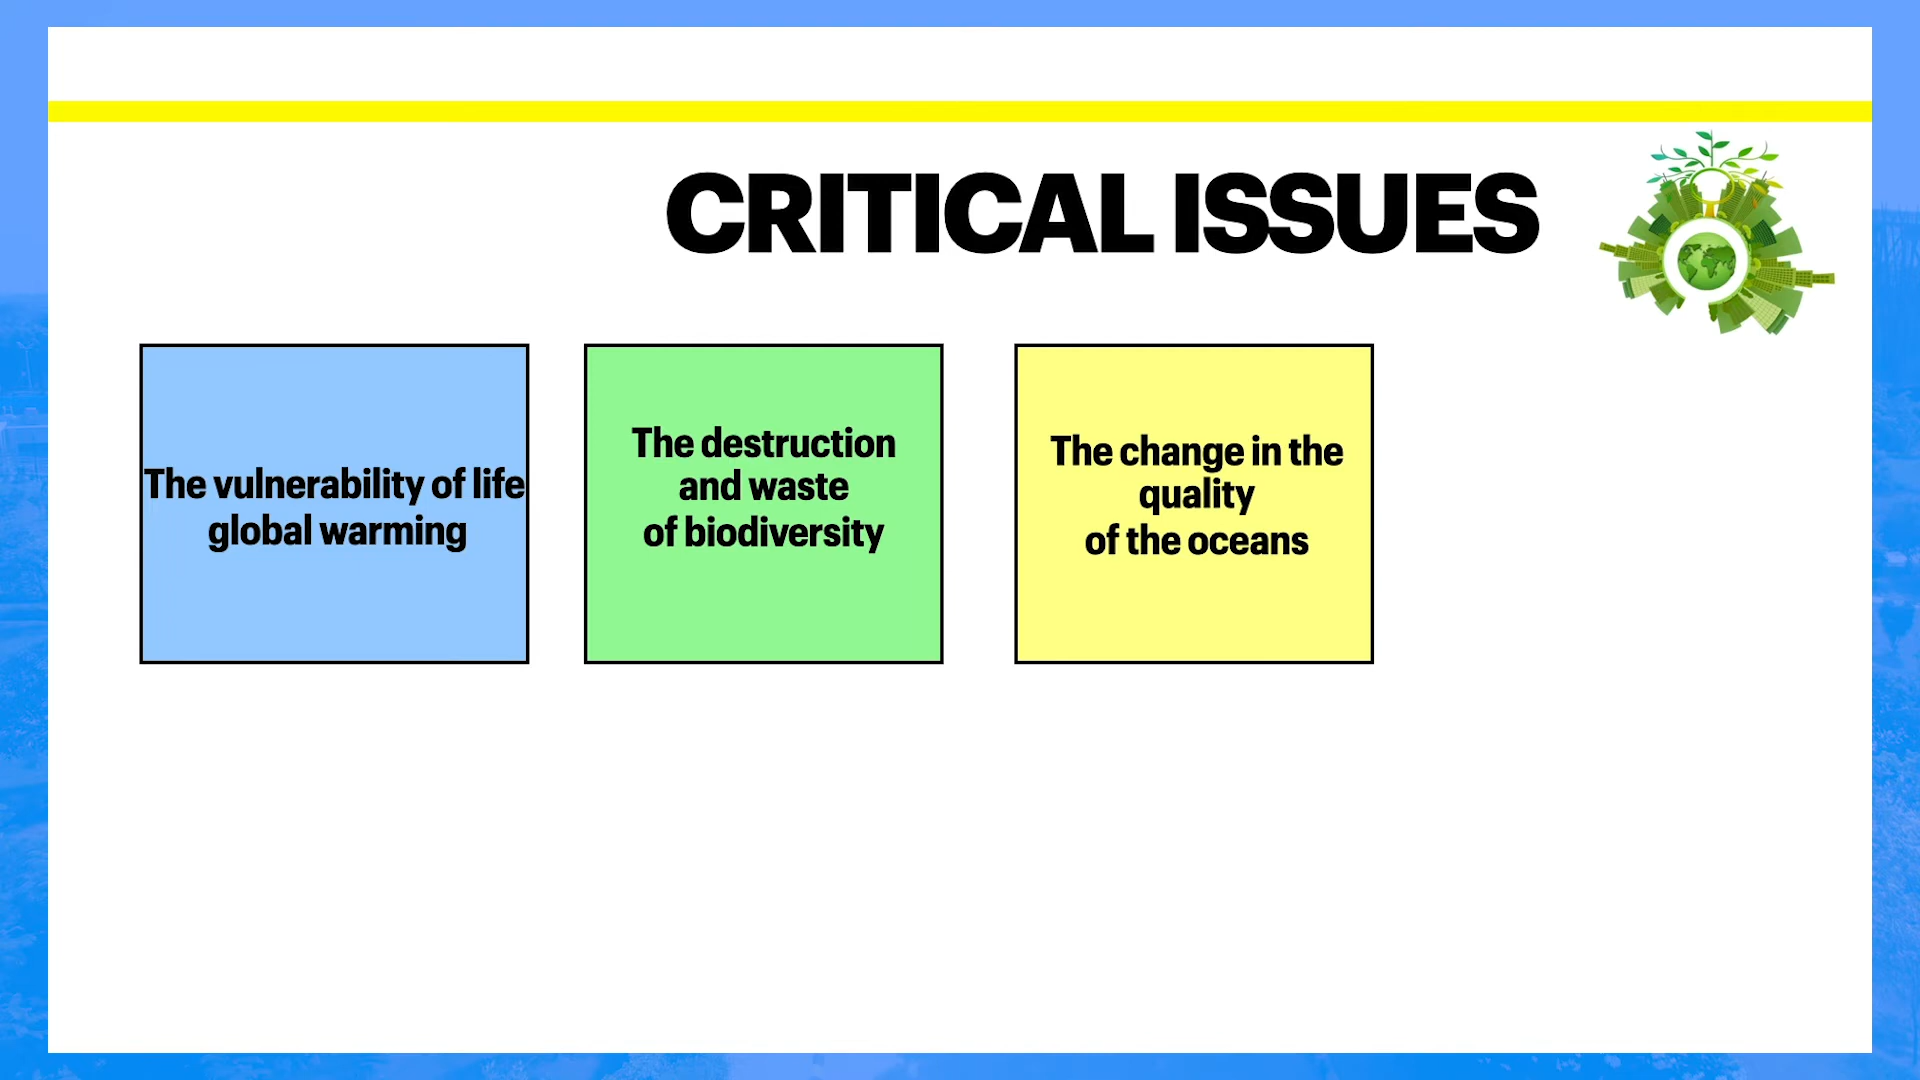 CRITICAL ISSUES
The vulnerability of life
global warming
The destruction
and waste
of biodiversity
The change in the
quality
of the oceans